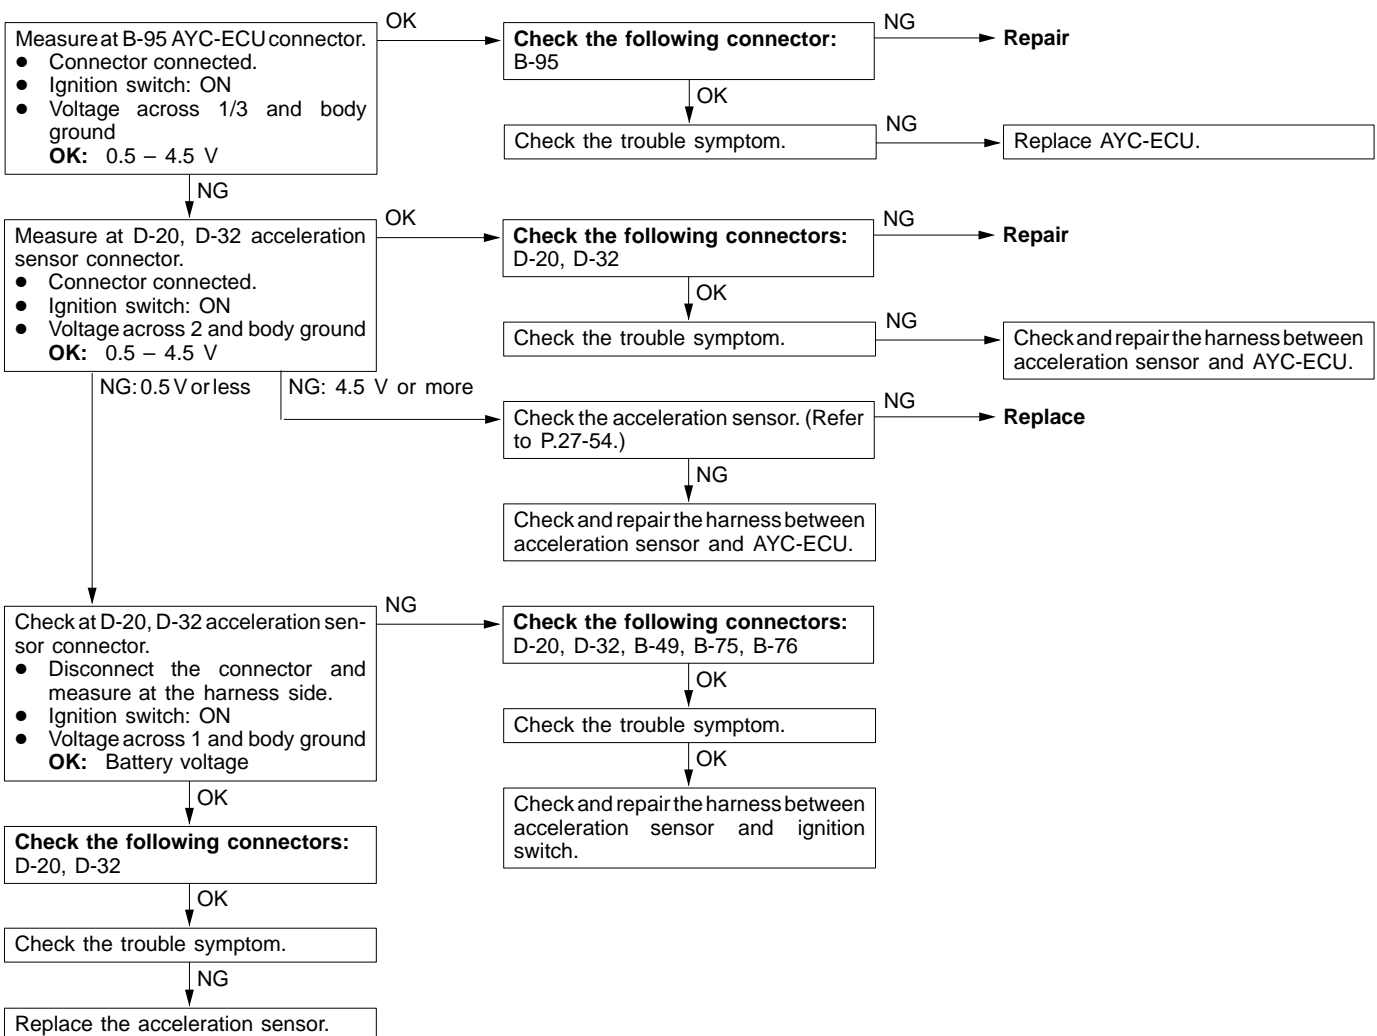 Measure at B-95 AYC-ECU connector.
● Connector connected.
● Ignition switch: ON
● Voltage across 1/3 and body
ground
OK: 0.5 – 4.5 V
OK
Check the following connector:
B-95
NG
Repair
OK
Check the trouble symptom.
NG
Replace AYC-ECU.
NG
Measure at D-20, D-32 acceleration
sensor connector.
● Connector connected.
● Ignition switch: ON
● Voltage across 2 and body ground
OK: 0.5 – 4.5 V
OK
Check the following connectors:
D-20, D-32
NG
Repair
OK
Check the trouble symptom.
NG
Check and repair the harness between
acceleration sensor and AYC-ECU.
NG: 0.5 V or less
NG: 4.5 V or more
Check the acceleration sensor. (Refer
to P.27-54.)
NG
Replace
NG
Check and repair the harness between
acceleration sensor and AYC-ECU.
Check at D-20, D-32 acceleration sen-
sor connector.
● Disconnect the connector and
measure at the harness side.
● Ignition switch: ON
● Voltage across 1 and body ground
OK: Battery voltage
NG
Check the following connectors:
D-20, D-32, B-49, B-75, B-76
OK
Check the trouble symptom.
OK
Check and repair the harness between
acceleration sensor and ignition
switch.
OK
Check the following connectors:
D-20, D-32
OK
Check the trouble symptom.
NG
Replace the acceleration sensor.